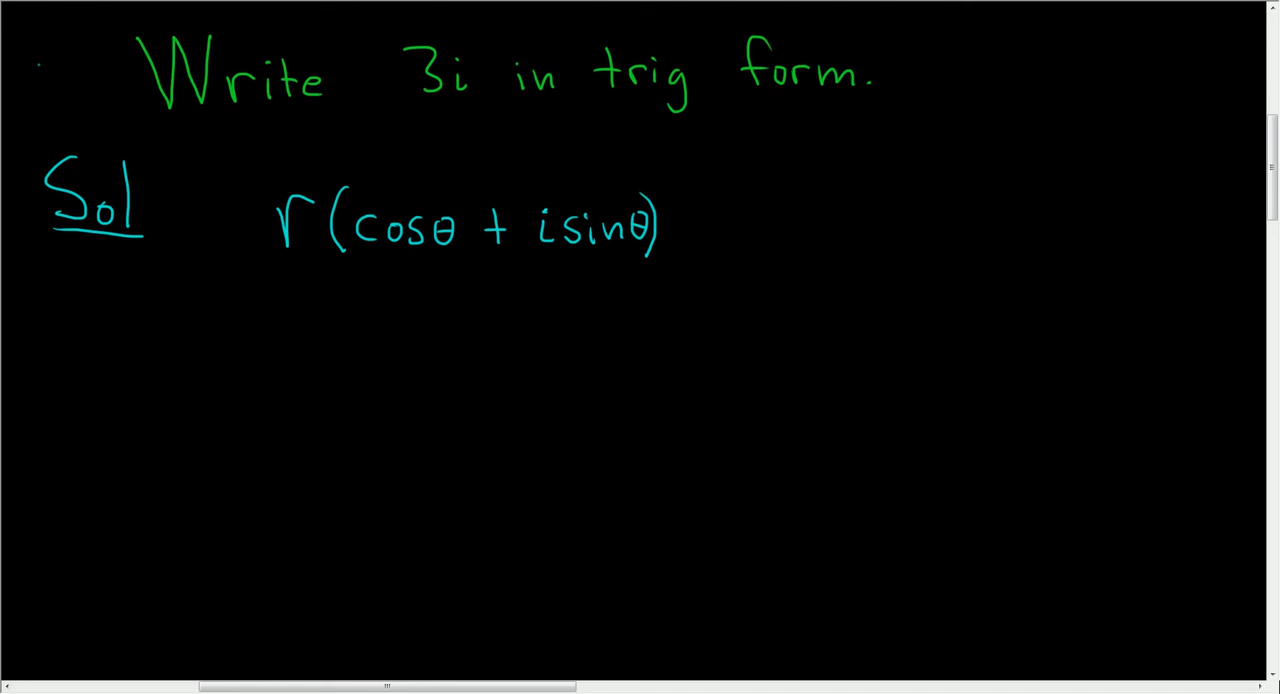 Write 3i in trig form.
Sol r(cosθ + isinθ)